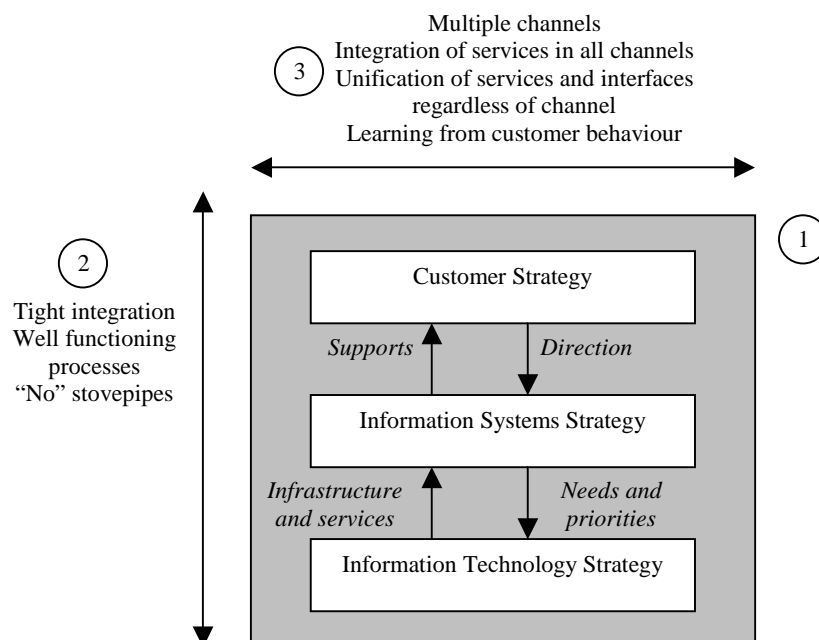 Multiple channels
Integration of services in all channels
3
Unification of services and interfaces
regardless of channel
Learning from customer behaviour
1
2
Tight integration
Well functioning
processes
“No” stovepipes
Customer Strategy
Supports
Direction
Information Systems Strategy
Infrastructure
and services
Needs and
priorities
Information Technology Strategy